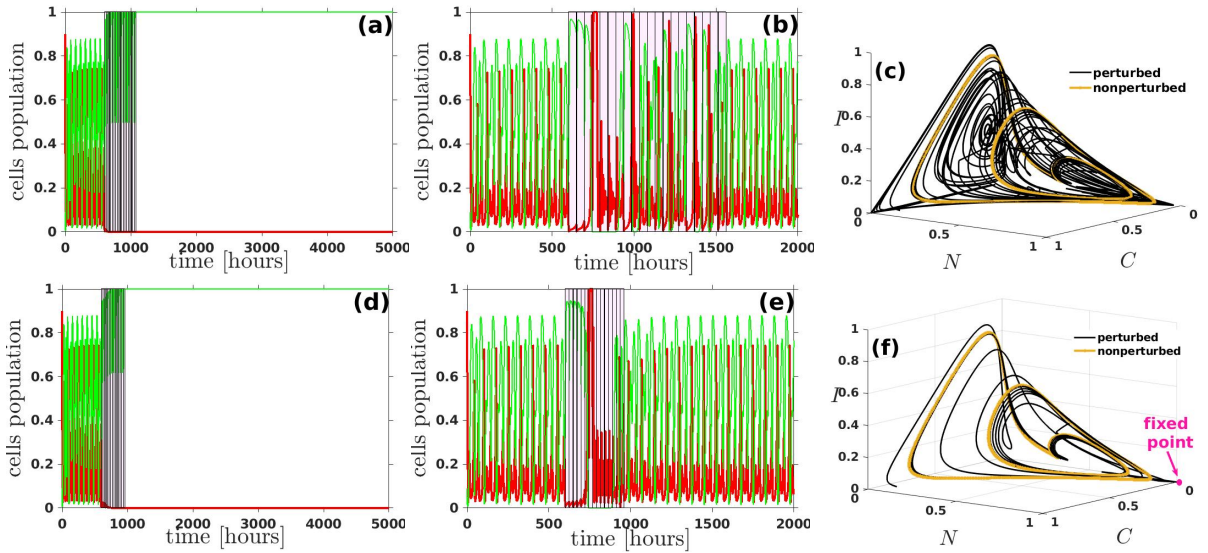 (a)
cells population
1
0.8
0.6
0.4
0.2
0
0 1000 2000 3000 4000 5000
time [hours]
(b)
cells population
1
0.8
0.6
0.4
0.2
0
0 500 1000 1500 2000
time [hours]
(c)
perturbed
nonperturbed
I
1
0.8
0.6
0.4
0.2
0
0
0.5
1
N
1
0.5
0
C
(d)
cells population
1
0.8
0.6
0.4
0.2
0
0 1000 2000 3000 4000 5000
time [hours]
(e)
cells population
1
0.8
0.6
0.4
0.2
0
0 500 1000 1500 2000
time [hours]
(f)
perturbed
nonperturbed
fixed
point
I
1
0.8
0.6
0.4
0.2
0
0
0.5
1
N
1
0.5
0
C